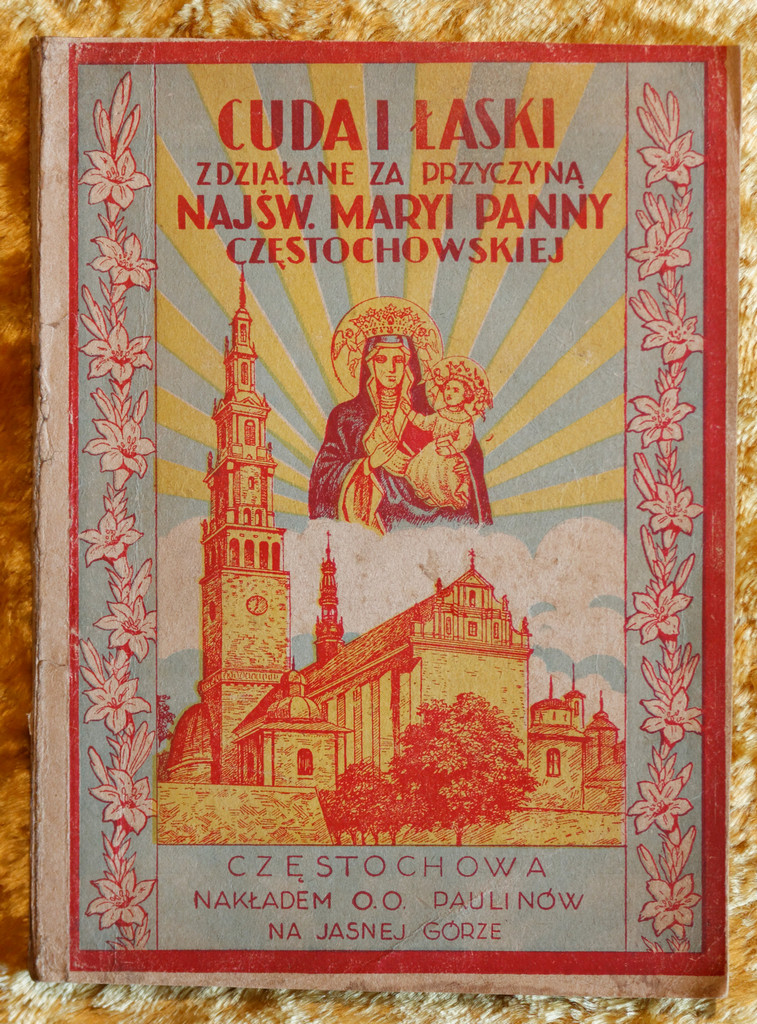 CUDA I ŁASKI
ZDZIAŁANE ZA PRZYCZYNĄ
NAJŚW. MARYI PANNY
CZĘSTOCHOWSKIEJ
CZĘSTOCHOWA
NAKŁADEM O.O. PAULINÓW
NA JASNEJ GÓRZE